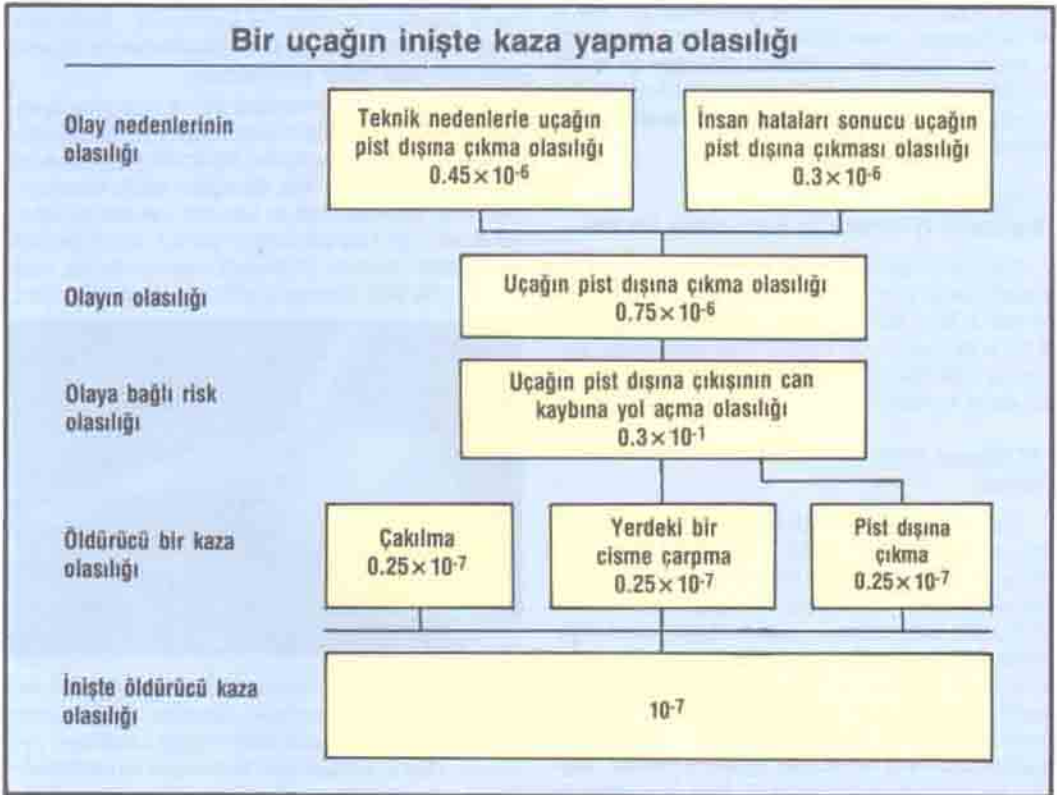 Bir uçağın inişte kaza yapma olasılığı
Olay nedenlerinin
olasılığı
Teknik nedenlerle uçağın
pist dışına çıkma olasılığı
0.45×10-6
İnsan hataları sonucu uçağın
pist dışına çıkması olasılığı
0.3×10-6
Olayın olasılığı
Uçağın pist dışına çıkma olasılığı
0.75×10-6
Olaya bağlı risk
olasılığı
Uçağın pist dışına çıkışının can
kaybına yol açma olasılığı
0.3×10-1
Öldürücü bir kaza
olasılığı
Çakılma
0.25×10-7
Yerdeki bir
cisme çarpma
0.25×10-7
Pist dışına
çıkma
0.25×10-7
İnişte öldürücü kaza
olasılığı
10-7